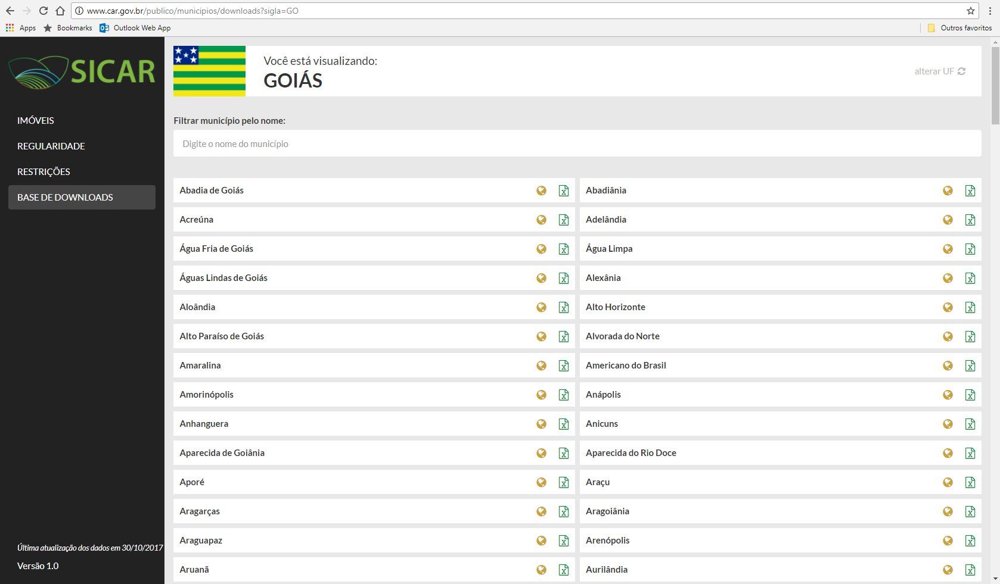 www.car.gov.br/publico/municipios/downloads?sigla=GO
Apps Bookmarks Outlook Web App Outros favoritos
SICAR
IMÓVEIS
REGULARIDADE
RESTRIÇÕES
BASE DE DOWNLOADS
Última atualização dos dados em 30/10/2017
Versão 1.0
Você está visualizando:
GOIÁS
alterar UF
Filtrar município pelo nome:
Digite o nome do município
Abadia de Goiás Abadiânia
Acreúna Adelândia
Água Fria de Goiás Água Limpa
Águas Lindas de Goiás Alexânia
Aloândia Alto Horizonte
Alto Paraíso de Goiás Alvorada do Norte
Amaralina Americano do Brasil
Amorinópolis Anápolis
Anhanguera Anicuns
Aparecida de Goiânia Aparecida do Rio Doce
Aporé Araçu
Aragarças Aragoiânia
Araguapaz Arenópolis
Aruanã Aurilândia